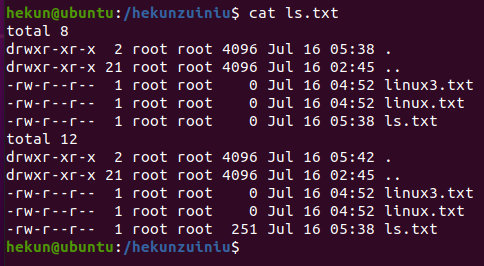 hekun@ubuntu:/hekunzuiniu$ cat ls.txt
total 8
drwxr-xr-x  2 root root 4096 Jul 16 05:38 .
drwxr-xr-x 21 root root 4096 Jul 16 02:45 ..
-rw-r--r--  1 root root    0 Jul 16 04:52 linux3.txt
-rw-r--r--  1 root root    0 Jul 16 04:52 linux.txt
-rw-r--r--  1 root root    0 Jul 16 05:38 ls.txt
total 12
drwxr-xr-x  2 root root 4096 Jul 16 05:42 .
drwxr-xr-x 21 root root 4096 Jul 16 02:45 ..
-rw-r--r--  1 root root    0 Jul 16 04:52 linux3.txt
-rw-r--r--  1 root root    0 Jul 16 04:52 linux.txt
-rw-r--r--  1 root root  251 Jul 16 05:38 ls.txt
hekun@ubuntu:/hekunzuiniu$